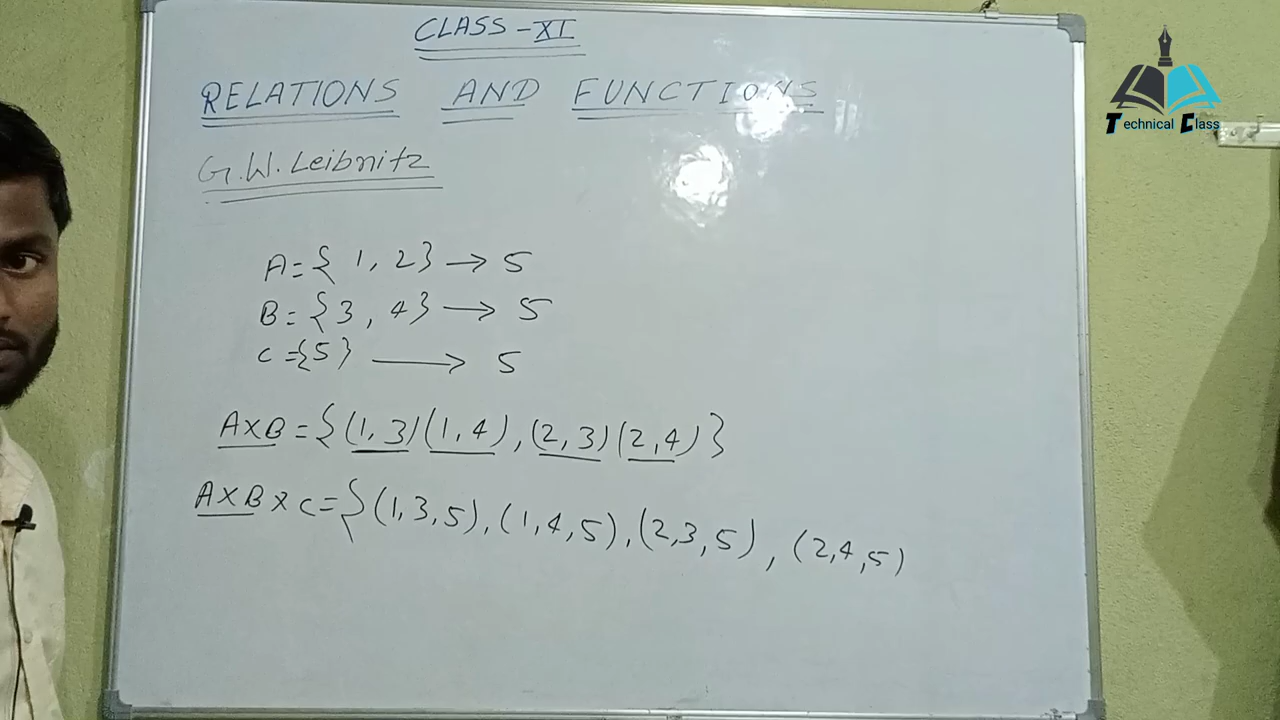 CLASS - XI
RELATIONS AND FUNCTIONS
G.W. Leibnitz
A = { 1, 2} → 5
B = {3, 4} → 5
C = {5} → 5
A×B = {(1, 3)(1, 4), (2, 3)(2, 4)}
A×B×C = {(1, 3, 5), (1, 4, 5), (2, 3, 5), (2, 4, 5)
Technical Class